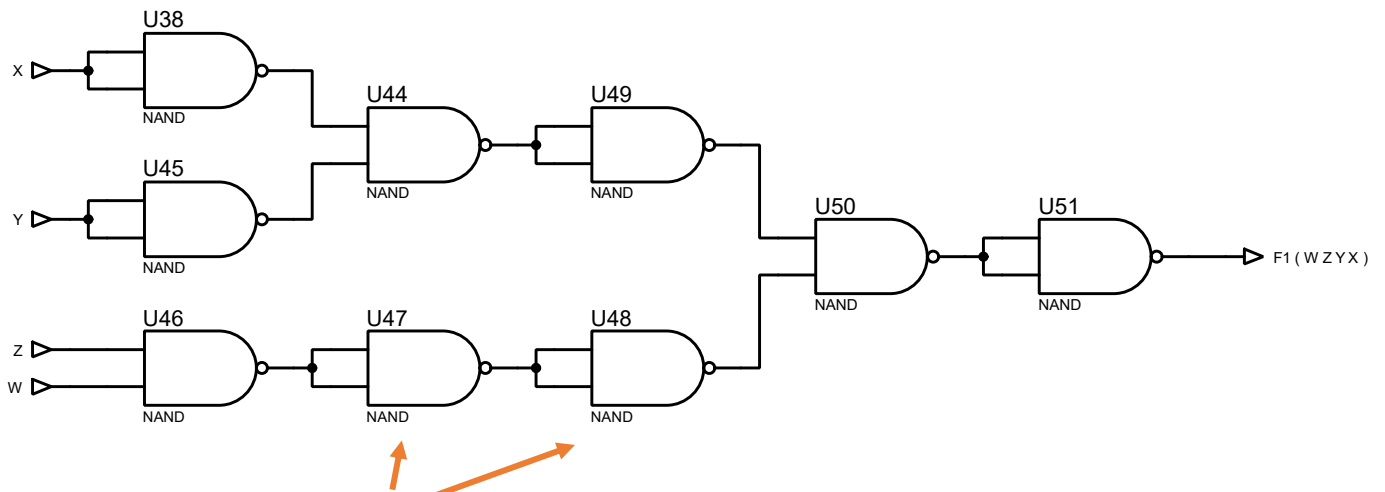 U38
X
NAND
U44
NAND
U49
NAND
U45
Y
NAND
U50
NAND
U51
NAND
F1 ( W Z Y X )
U46
Z
W
NAND
U47
NAND
U48
NAND